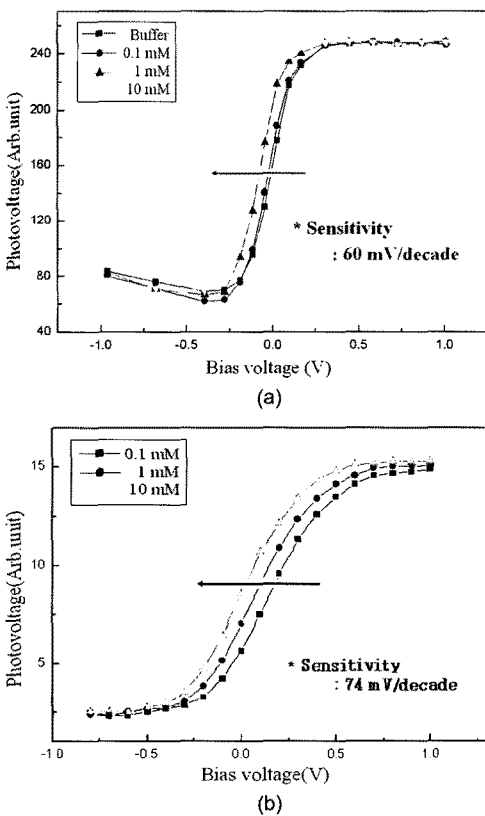 (a)
Buffer
0.1 mM
1 mM
10 mM
240
200
160
120
80
40
Photovoltage(Arb.unit)
* Sensitivity
: 60 mV/decade
-1.0
-0.5
0.0
0.5
1.0
Bias voltage (V)
(a)
0.1 mM
1 mM
10 mM
15
10
5
Photovoltage(Arb.unit)
* Sensitivity
: 74 mV/decade
-1.0
-0.5
0.0
0.5
1.0
Bias voltage(V)
(b)